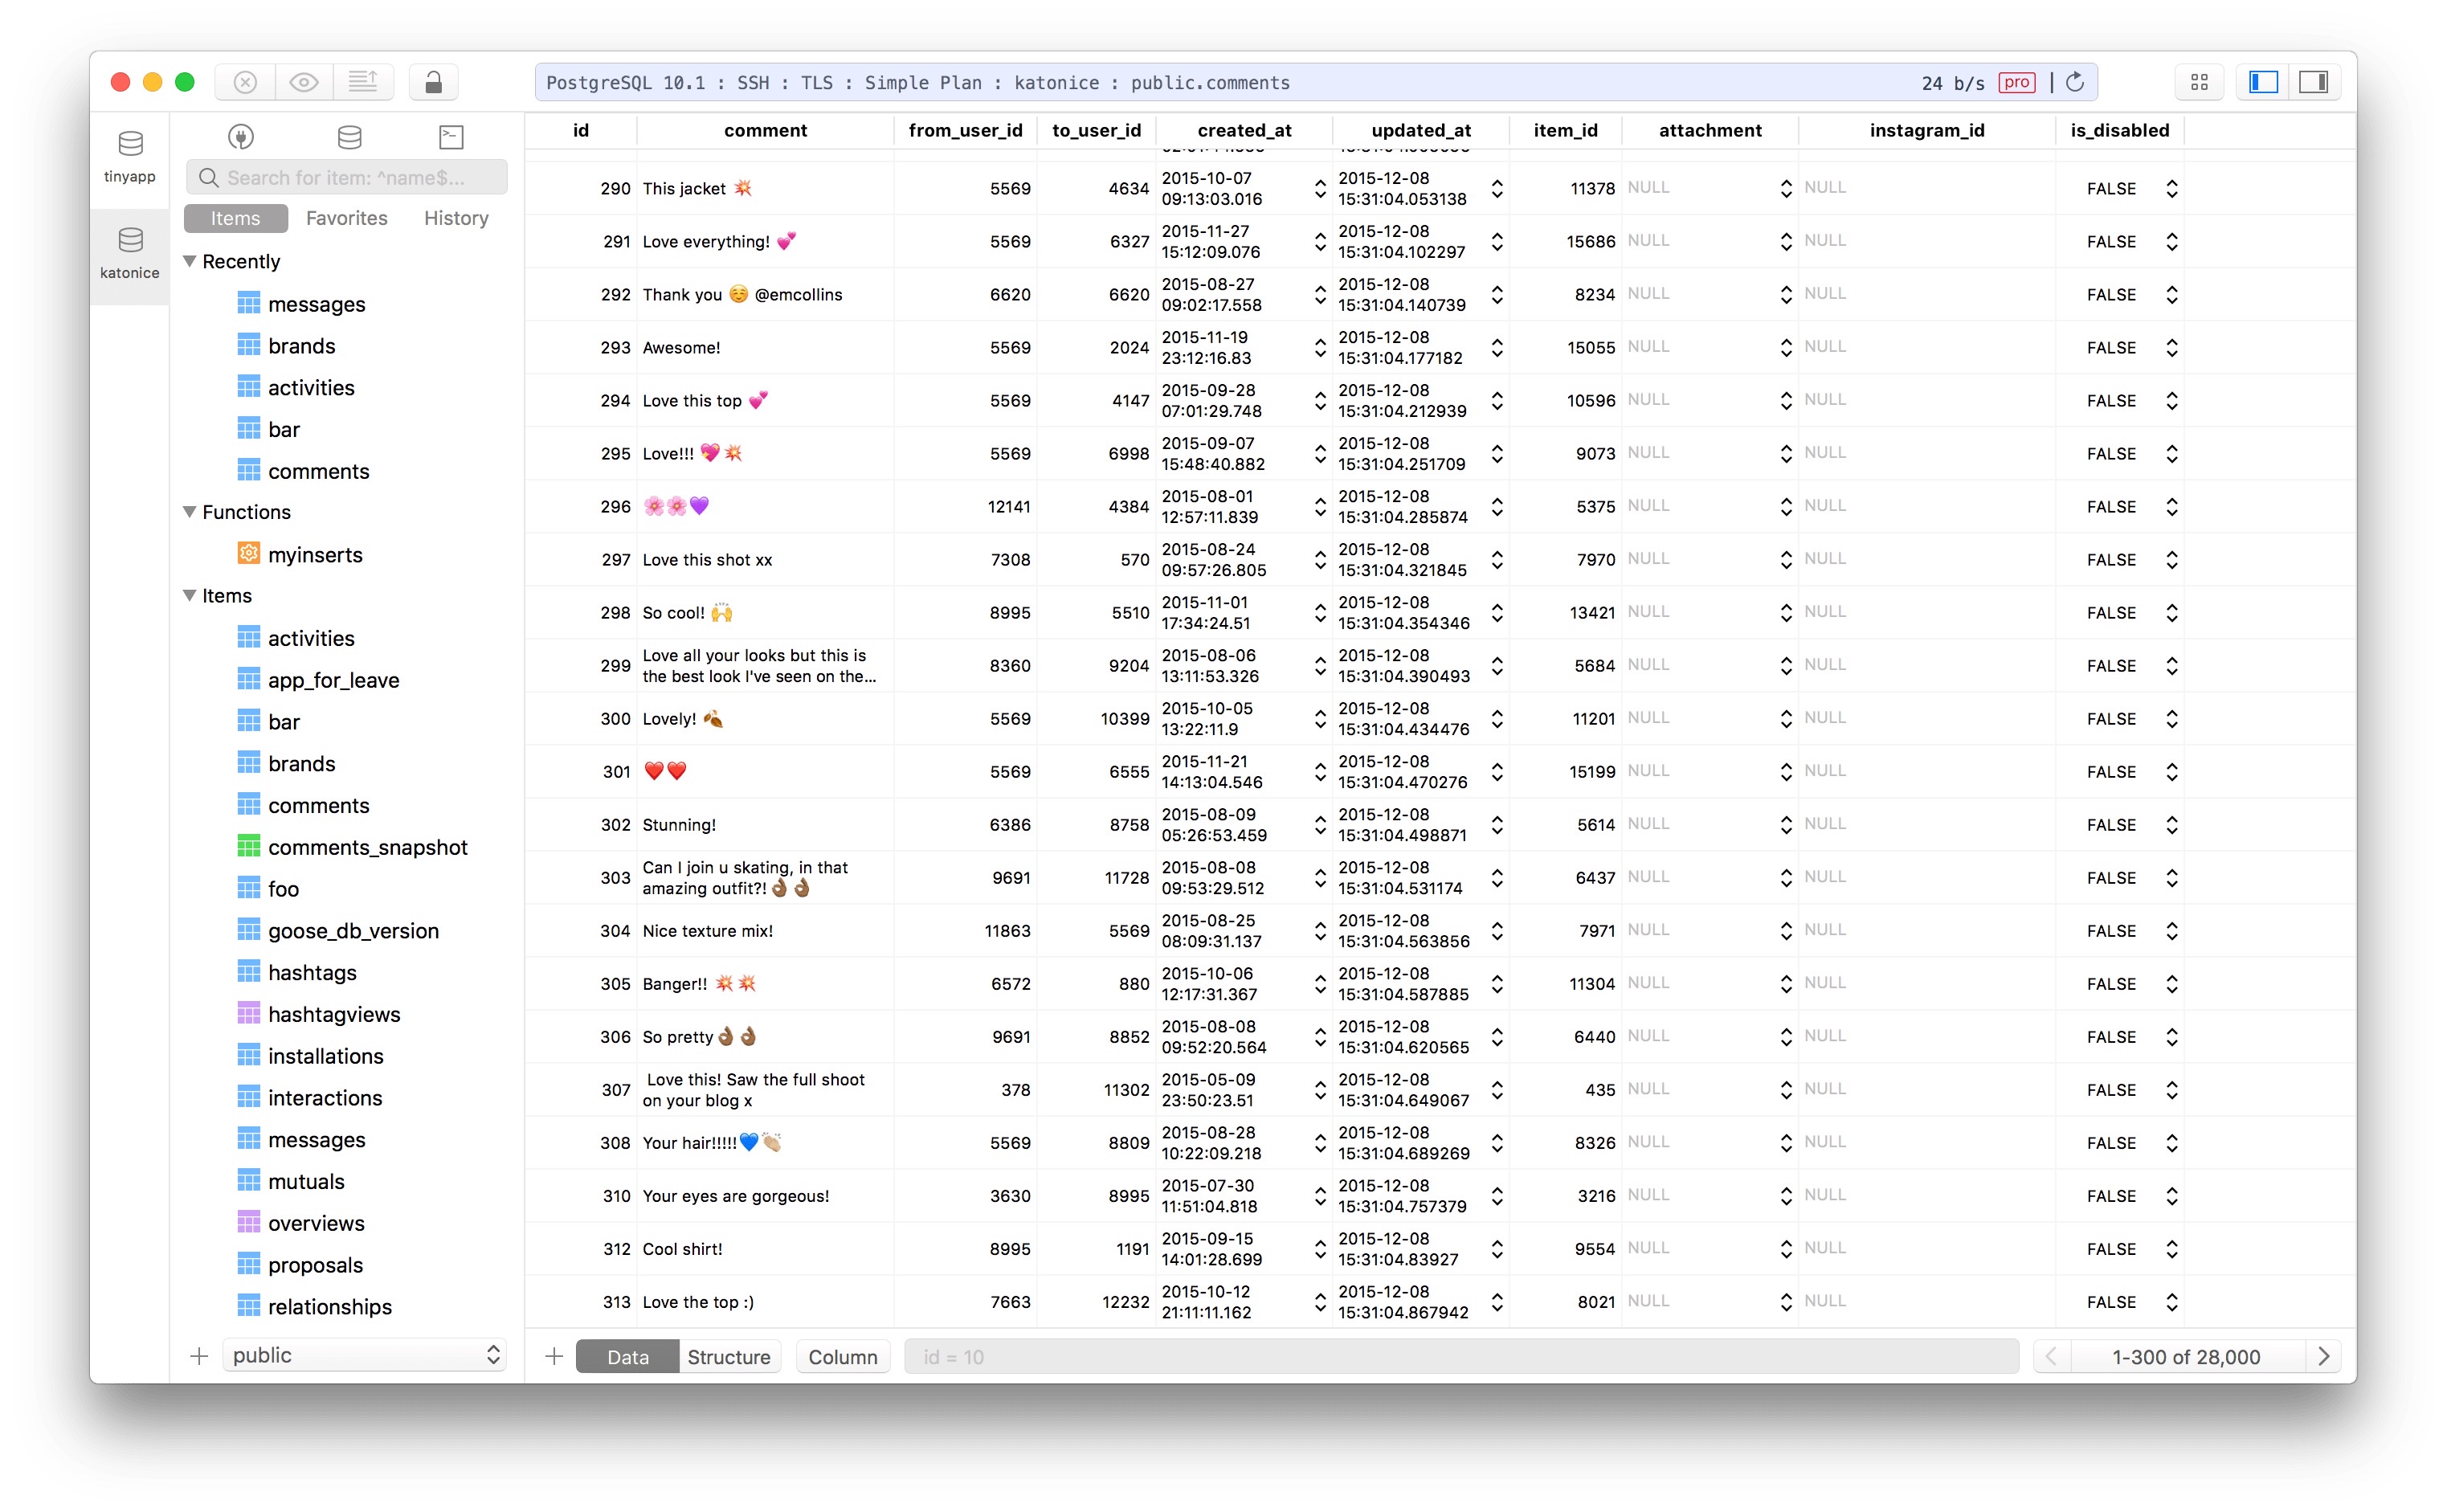 PostgreSQL 10.1 : SSH : TLS : Simple Plan : katonice : public.comments
24 b/s pro
tinyapp
katonice
Search for item: ^name$...
Items Favorites History
Recently
messages
brands
activities
bar
comments
Functions
myinserts
Items
activities
app_for_leave
bar
brands
comments
comments_snapshot
foo
goose_db_version
hashtags
hashtagviews
installations
interactions
messages
mutuals
overviews
proposals
relationships
public
id comment from_user_id to_user_id created_at updated_at item_id attachment instagram_id is_disabled
290 This jacket 💥 5569 4634 2015-10-07 09:13:03.016 2015-12-08 15:31:04.053138 11378 NULL NULL FALSE
291 Love everything! 💕 5569 6327 2015-11-27 15:12:09.076 2015-12-08 15:31:04.102297 15686 NULL NULL FALSE
292 Thank you ☺️ @emcollins 6620 6620 2015-08-27 09:02:17.558 2015-12-08 15:31:04.140739 8234 NULL NULL FALSE
293 Awesome! 5569 2024 2015-11-19 23:12:16.83 2015-12-08 15:31:04.177182 15055 NULL NULL FALSE
294 Love this top 💕 5569 4147 2015-09-28 07:01:29.748 2015-12-08 15:31:04.212939 10596 NULL NULL FALSE
295 Love!!! 💖💥 5569 6998 2015-09-07 15:48:40.882 2015-12-08 15:31:04.251709 9073 NULL NULL FALSE
296 🌸🌸💜 12141 4384 2015-08-01 12:57:11.839 2015-12-08 15:31:04.285874 5375 NULL NULL FALSE
297 Love this shot xx 7308 570 2015-08-24 09:57:26.805 2015-12-08 15:31:04.321845 7970 NULL NULL FALSE
298 So cool! 🙌 8995 5510 2015-11-01 17:34:24.51 2015-12-08 15:31:04.354346 13421 NULL NULL FALSE
299 Love all your looks but this is the best look I've seen on the... 8360 9204 2015-08-06 13:11:53.326 2015-12-08 15:31:04.390493 5684 NULL NULL FALSE
300 Lovely! 🍂 5569 10399 2015-10-05 13:22:11.9 2015-12-08 15:31:04.434476 11201 NULL NULL FALSE
301 ❤️❤️ 5569 6555 2015-11-21 14:13:04.546 2015-12-08 15:31:04.470276 15199 NULL NULL FALSE
302 Stunning! 6386 8758 2015-08-09 05:26:53.459 2015-12-08 15:31:04.498871 5614 NULL NULL FALSE
303 Can I join u skating, in that amazing outfit?!👌🏾👌🏾 9691 11728 2015-08-08 09:53:29.512 2015-12-08 15:31:04.531174 6437 NULL NULL FALSE
304 Nice texture mix! 11863 5569 2015-08-25 08:09:31.137 2015-12-08 15:31:04.563856 7971 NULL NULL FALSE
305 Banger!! 💥💥 6572 880 2015-10-06 12:17:31.367 2015-12-08 15:31:04.587885 11304 NULL NULL FALSE
306 So pretty👌🏾👌🏾 9691 8852 2015-08-08 09:52:20.564 2015-12-08 15:31:04.620565 6440 NULL NULL FALSE
307 Love this! Saw the full shoot on your blog x 378 11302 2015-05-09 23:50:23.51 2015-12-08 15:31:04.649067 435 NULL NULL FALSE
308 Your hair!!!!!💙👏🏼 5569 8809 2015-08-28 10:22:09.218 2015-12-08 15:31:04.689269 8326 NULL NULL FALSE
310 Your eyes are gorgeous! 3630 8995 2015-07-30 11:51:04.818 2015-12-08 15:31:04.757379 3216 NULL NULL FALSE
312 Cool shirt! 8995 1191 2015-09-15 14:01:28.699 2015-12-08 15:31:04.83927 9554 NULL NULL FALSE
313 Love the top :) 7663 12232 2015-10-12 21:11:11.162 2015-12-08 15:31:04.867942 8021 NULL NULL FALSE
Data Structure Column id = 10 1-300 of 28,000